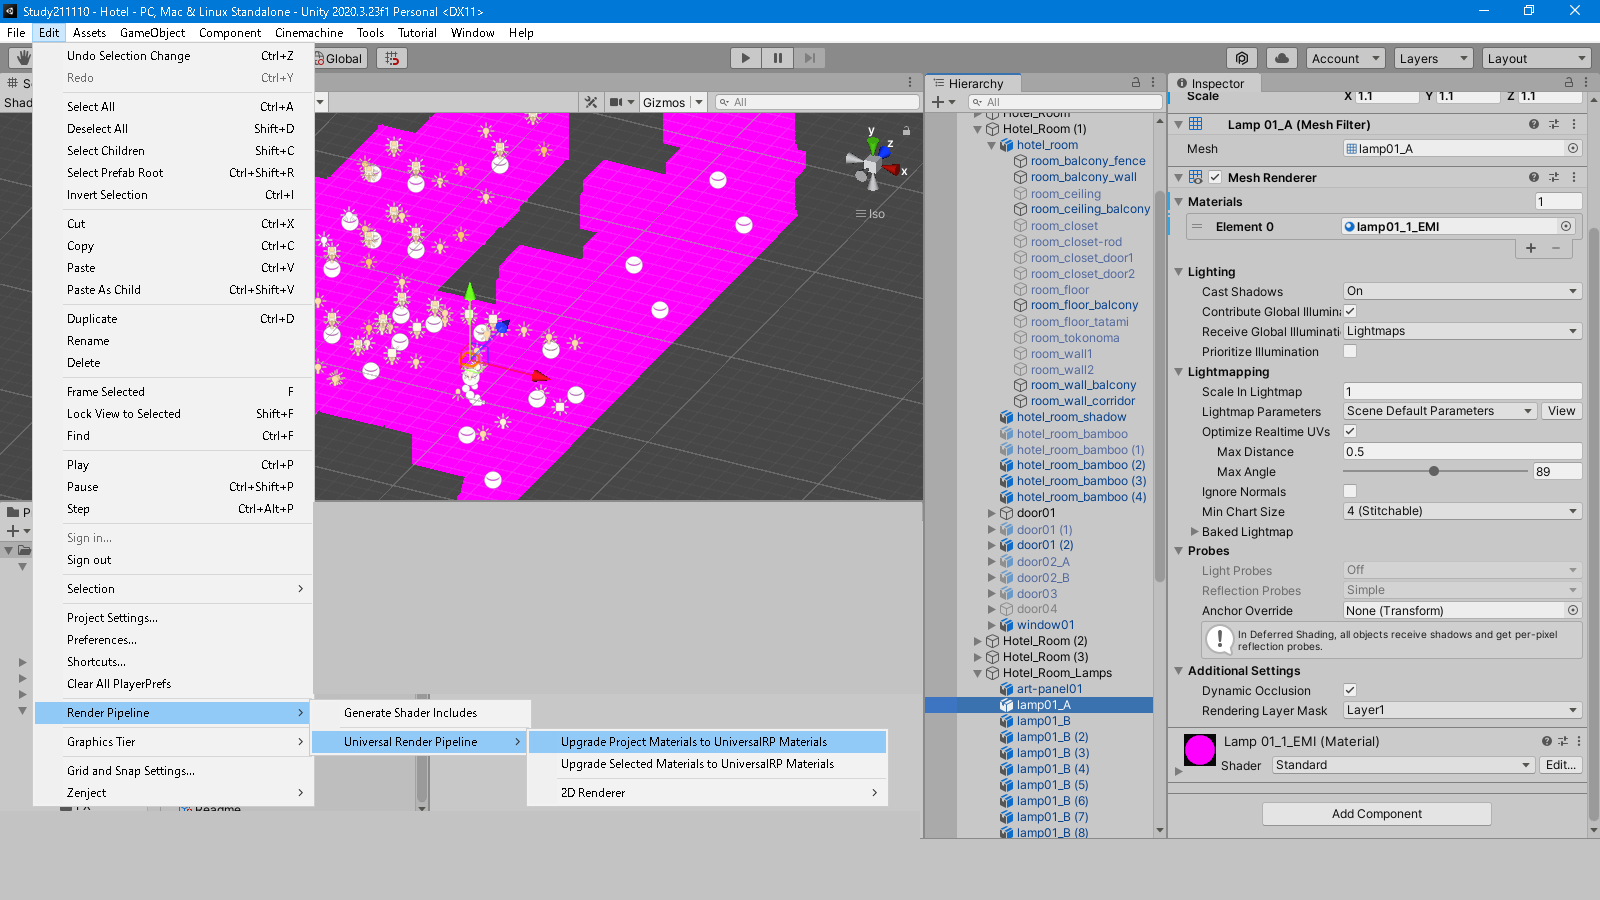 Study211110 - Hotel - PC, Mac & Linux Standalone - Unity 2020.3.23f1 Personal <DX11>
File Edit Assets GameObject Component Cinemachine Tools Tutorial Window Help
Global
Account
Layers
Layout
Undo Selection Change Ctrl+Z
Redo Ctrl+Y
Select All Ctrl+A
Deselect All Shift+D
Select Children Shift+C
Select Prefab Root Ctrl+Shift+R
Invert Selection Ctrl+I
Cut Ctrl+X
Copy Ctrl+C
Paste Ctrl+V
Paste As Child Ctrl+Shift+V
Duplicate Ctrl+D
Rename
Delete
Frame Selected F
Lock View to Selected Shift+F
Find Ctrl+F
Play Ctrl+P
Pause Ctrl+Shift+P
Step Ctrl+Alt+P
Sign in...
Sign out
Selection
Project Settings...
Preferences...
Shortcuts...
Clear All PlayerPrefs
Render Pipeline
Graphics Tier
Grid and Snap Settings...
Zenject
Generate Shader Includes
Universal Render Pipeline
Upgrade Project Materials to UniversalRP Materials
Upgrade Selected Materials to UniversalRP Materials
2D Renderer
Readme
Shad
Gizmos
All
y
z
x
Iso
Hierarchy
All
Hotel_Room
Hotel_Room (1)
hotel_room
room_balcony_fence
room_balcony_wall
room_ceiling
room_ceiling_balcony
room_closet
room_closet-rod
room_closet_door1
room_closet_door2
room_floor
room_floor_balcony
room_floor_tatami
room_tokonoma
room_wall1
room_wall2
room_wall_balcony
room_wall_corridor
hotel_room_shadow
hotel_room_bamboo
hotel_room_bamboo (1)
hotel_room_bamboo (2)
hotel_room_bamboo (3)
hotel_room_bamboo (4)
door01
door01 (1)
door01 (2)
door02_A
door02_B
door03
door04
window01
Hotel_Room (2)
Hotel_Room (3)
Hotel_Room_Lamps
art-panel01
lamp01_A
lamp01_B
lamp01_B (2)
lamp01_B (3)
lamp01_B (4)
lamp01_B (5)
lamp01_B (6)
lamp01_B (7)
lamp01_B (8)
Inspector
Scale X 1.1 Y 1.1 Z 1.1
Lamp 01_A (Mesh Filter)
Mesh lamp01_A
Mesh Renderer
Materials 1
Element 0 lamp01_1_EMI
Lighting
Cast Shadows On
Contribute Global Illumin
Receive Global Illuminati Lightmaps
Prioritize Illumination
Lightmapping
Scale In Lightmap 1
Lightmap Parameters Scene Default Parameters View
Optimize Realtime UVs
Max Distance 0.5
Max Angle 89
Ignore Normals
Min Chart Size 4 (Stitchable)
Baked Lightmap
Probes
Light Probes Off
Reflection Probes Simple
Anchor Override None (Transform)
In Deferred Shading, all objects receive shadows and get per-pixel
reflection probes.
Additional Settings
Dynamic Occlusion
Rendering Layer Mask Layer1
Lamp 01_1_EMI (Material)
Shader Standard Edit...
Add Component